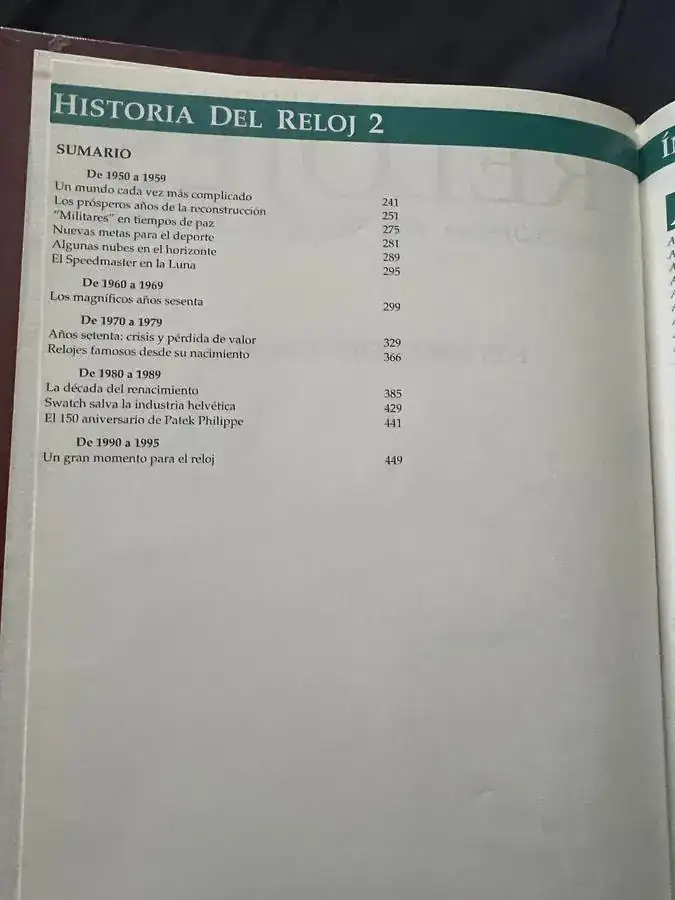 HISTORIA DEL RELOJ 2
SUMARIO
De 1950 a 1959
Un mundo cada vez más complicado 241
Los prósperos años de la reconstrucción 251
"Militares" en tiempos de paz 275
Nuevas metas para el deporte 281
Algunas nubes en el horizonte 289
El Speedmaster en la Luna 295
De 1960 a 1969
Los magníficos años sesenta 299
De 1970 a 1979
Años setenta: crisis y pérdida de valor 329
Relojes famosos desde su nacimiento 366
De 1980 a 1989
La década del renacimiento 385
Swatch salva la industria helvética 429
El 150 aniversario de Patek Philippe 441
De 1990 a 1995
Un gran momento para el reloj 449